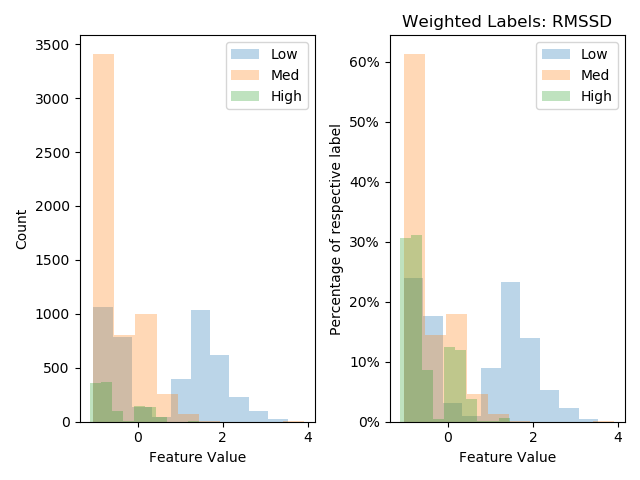 Weighted Labels: RMSSD
3500
3000
2500
2000
1500
1000
500
0
Count
0
2
4
Feature Value
Low
Med
High
60%
50%
40%
30%
20%
10%
0%
Percentage of respective label
0
2
4
Feature Value
Low
Med
High